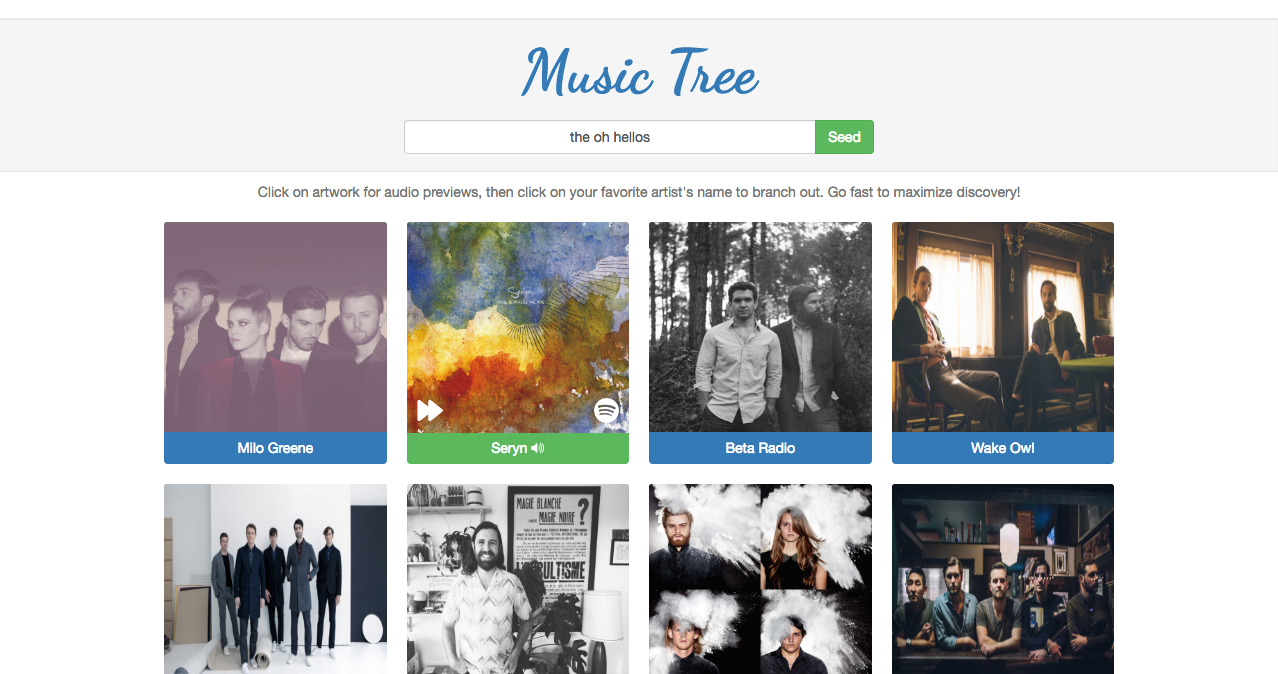 Music Tree
the oh hellos
Seed
Click on artwork for audio previews, then click on your favorite artist's name to branch out. Go fast to maximize discovery!
Seryn
Milo Greene
Seryn
Beta Radio
Wake Owl
MAGIE BLANCHE
MAGIE NOIRE ?